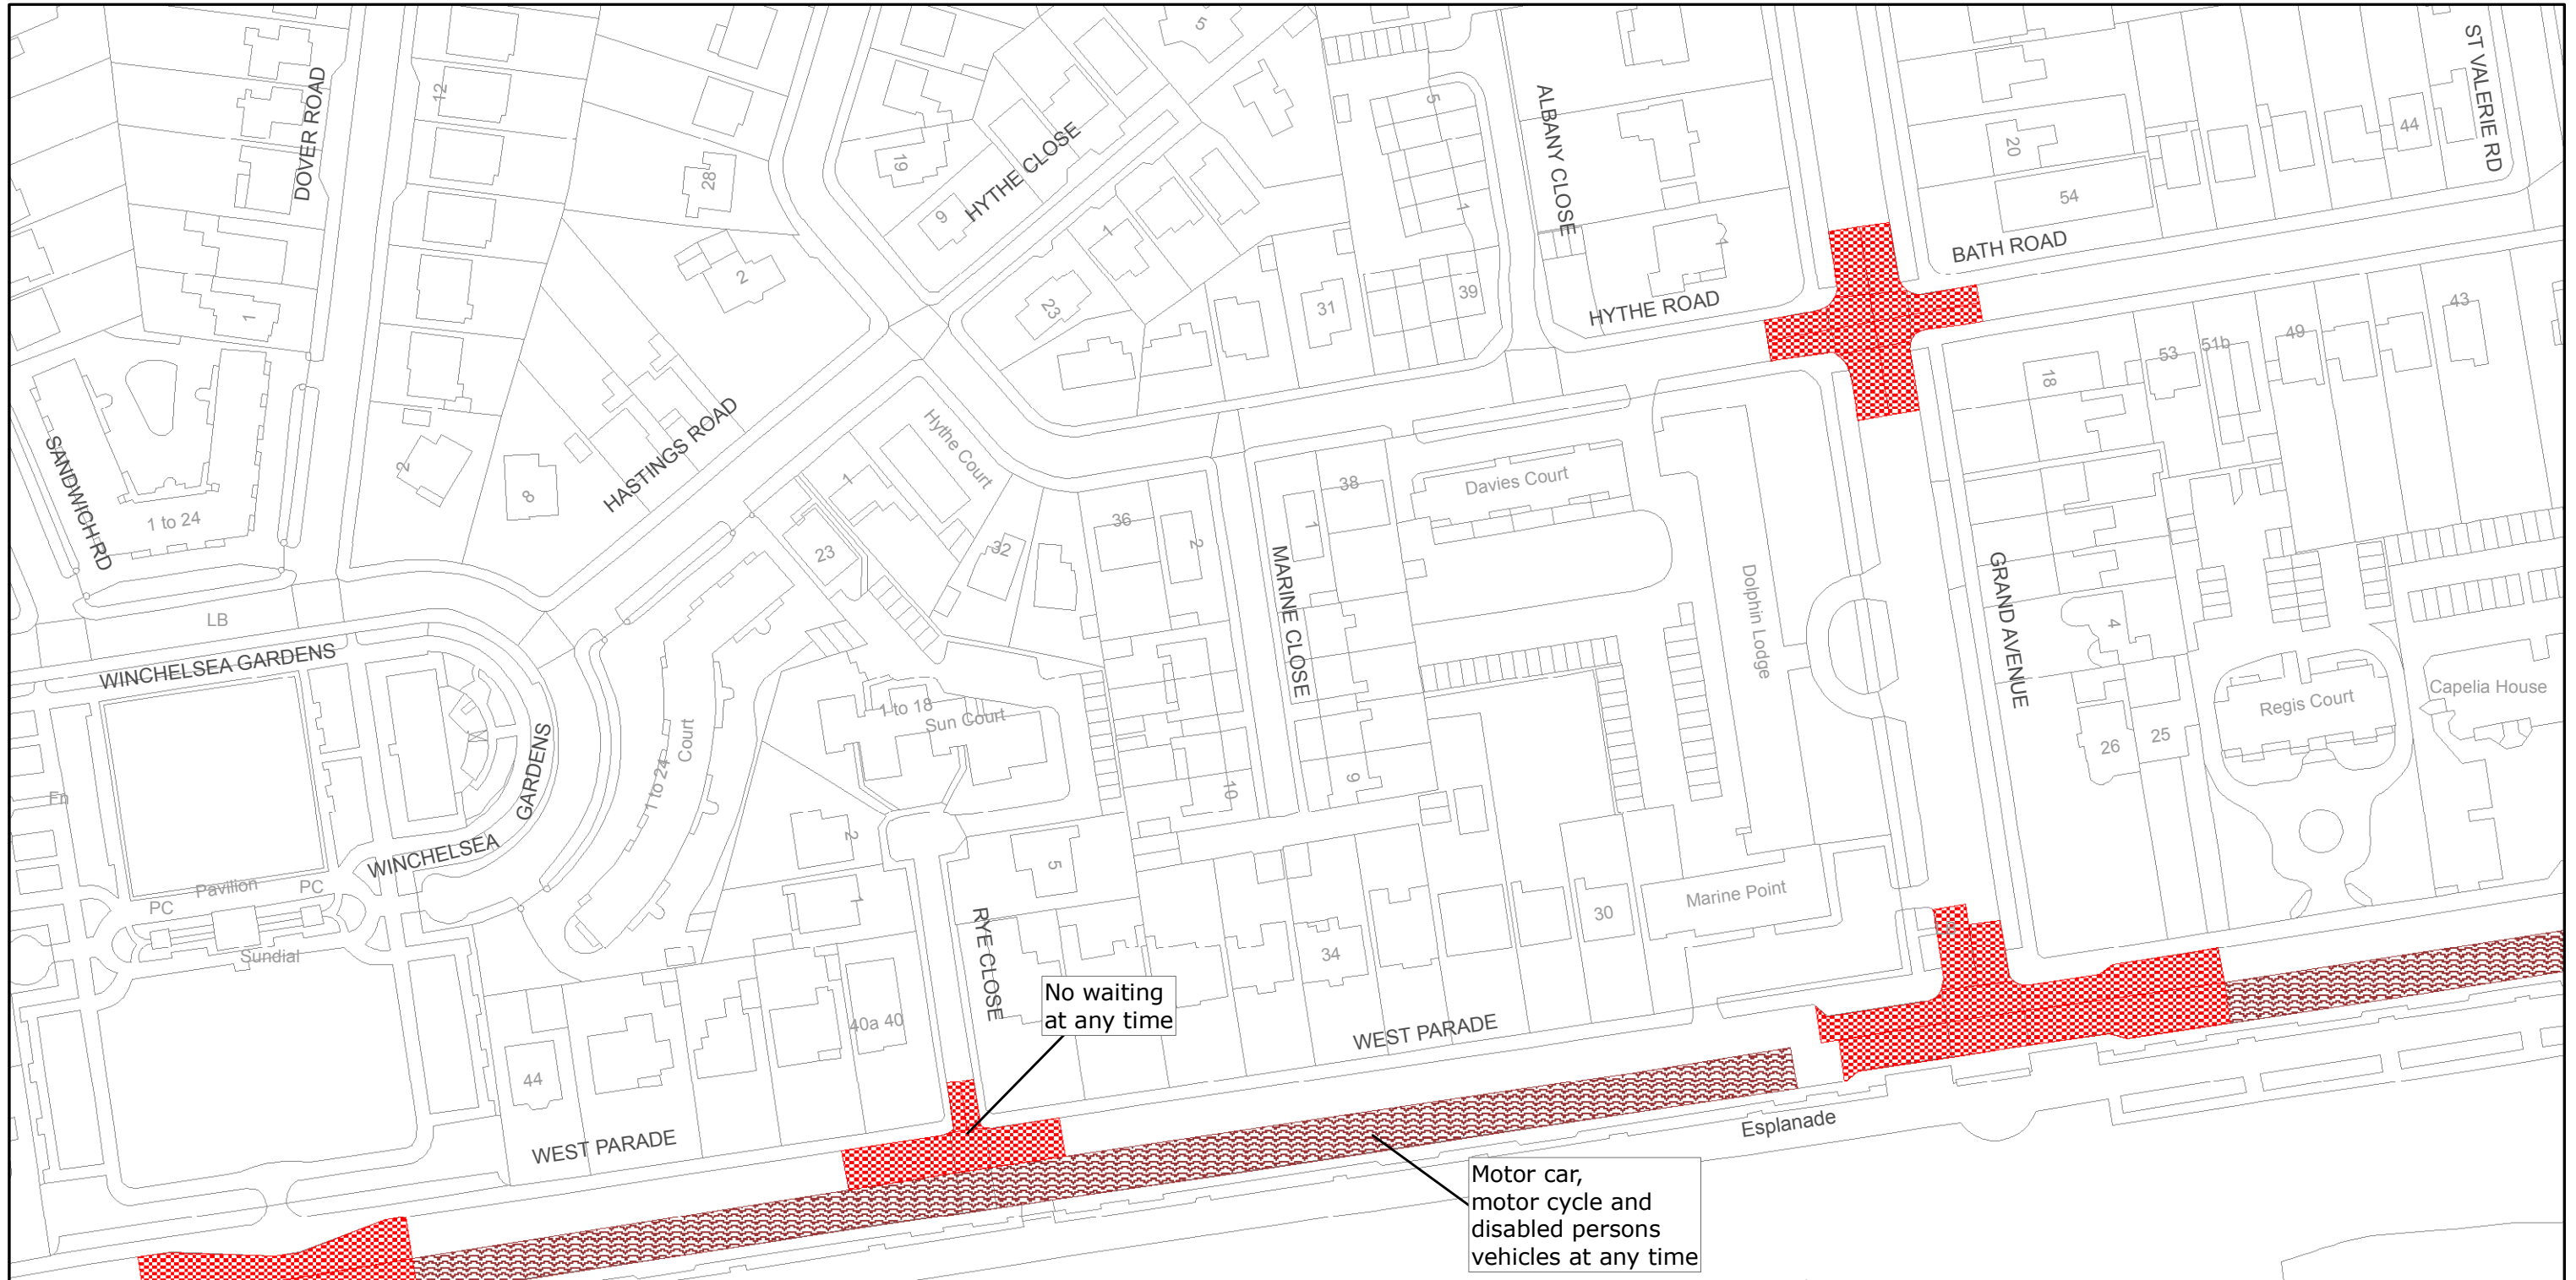 5
ST VALERIE RD
DOVER ROAD
12
ALBANY CLOSE
5
44
HYTHE CLOSE
20
19
28
54
1
9
1
1
BATH ROAD
2
39
HYTHE ROAD
43
1
23
31
49
51b
53
18
HASTINGS ROAD
Hythe Court
SANDWICH RD
2
8
1
38
Davies Court
1 to 24
36
1
23
32
2
MARINE CLOSE
Dolphin Lodge
GRAND AVENUE
LB
4
WINCHELSEA GARDENS
1 to 18
Sun Court
Regis Court
Capelia House
26
25
1 to 24
Court
Fn
GARDENS
9
10
WINCHELSEA
2
5
Pavilion
PC
PC
1
30
Marine Point
Sundial
RYE CLOSE
34
No waiting
at any time
40a 40
WEST PARADE
44
WEST PARADE
Esplanade
Motor car,
motor cycle and
disabled persons
vehicles at any time